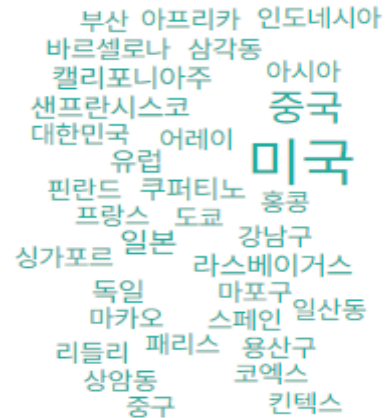 부산 아프리카 인도네시아
바르셀로나 삼각동
캘리포니아주 아시아
샌프란시스코 중국
대한민국 어레이
유럽 미국
핀란드 쿠퍼티노 홍콩
프랑스 도쿄
일본 강남구
싱가포르 라스베이거스
독일 마포구
마카오 스페인 일산동
리들리 패리스 용산구
상암동 코엑스
중구 킨텍스